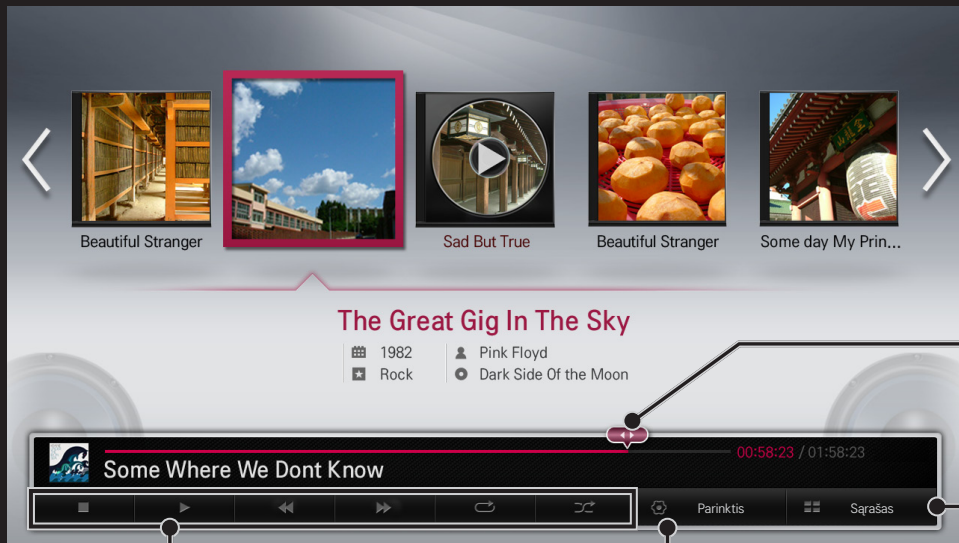 Beautiful Stranger
Sad But True
Beautiful Stranger
Some day My Prin...
The Great Gig In The Sky
1982
Pink Floyd
Rock
Dark Side Of the Moon
00:58:23 / 01:58:23
Some Where We Dont Know
Parinktis
Sąrašas